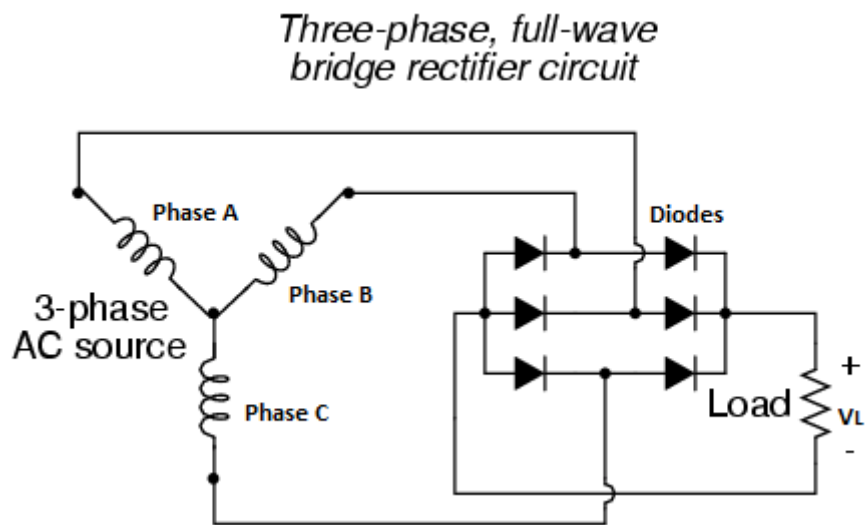 Three-phase, full-wave
bridge rectifier circuit
Phase A
Diodes
Phase B
3-phase
AC source
Phase C
Load
+
VL
-